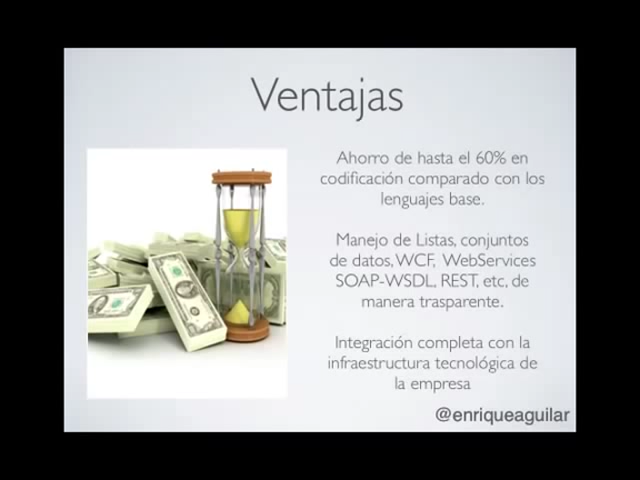 Ventajas
Ahorro de hasta el 60% en
codificación comparado con los
lenguajes base.
Manejo de Listas, conjuntos
de datos, WCF, WebServices
SOAP-WSDL, REST, etc, de
manera trasparente.
Integración completa con la
infraestructura tecnológica de
la empresa
@enriqueaguilar